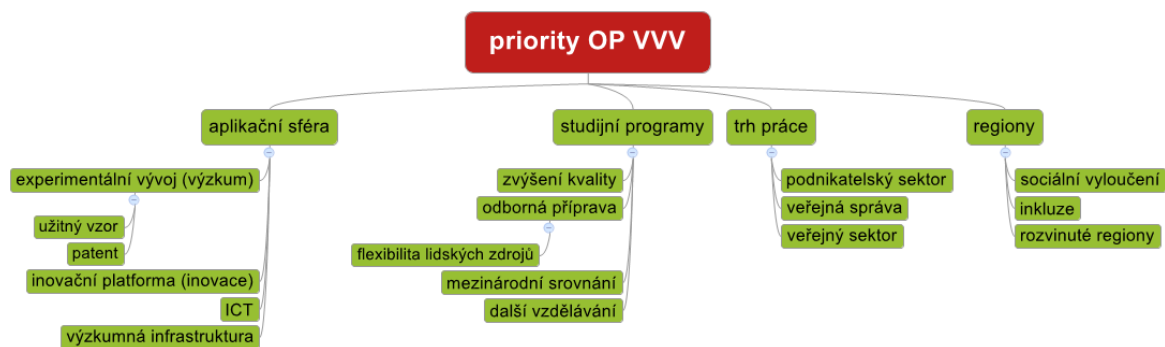 priority OP VVV
aplikační sféra
experimentální vývoj (výzkum)
užitný vzor
patent
inovační platforma (inovace)
ICT
výzkumná infrastruktura
studijní programy
zvýšení kvality
odborná příprava
flexibilita lidských zdrojů
mezinárodní srovnání
další vzdělávání
trh práce
podnikatelský sektor
veřejná správa
veřejný sektor
regiony
sociální vyloučení
inkluze
rozvinuté regiony